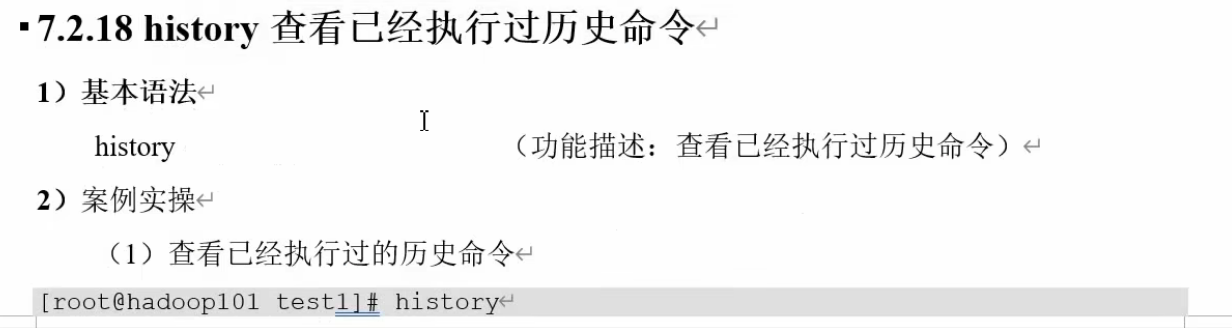 7.2.18 history 查看已经执行过历史命令
1）基本语法
history （功能描述：查看已经执行过历史命令）
2）案例实操
（1）查看已经执行过的历史命令
[root@hadoop101 test1]# history